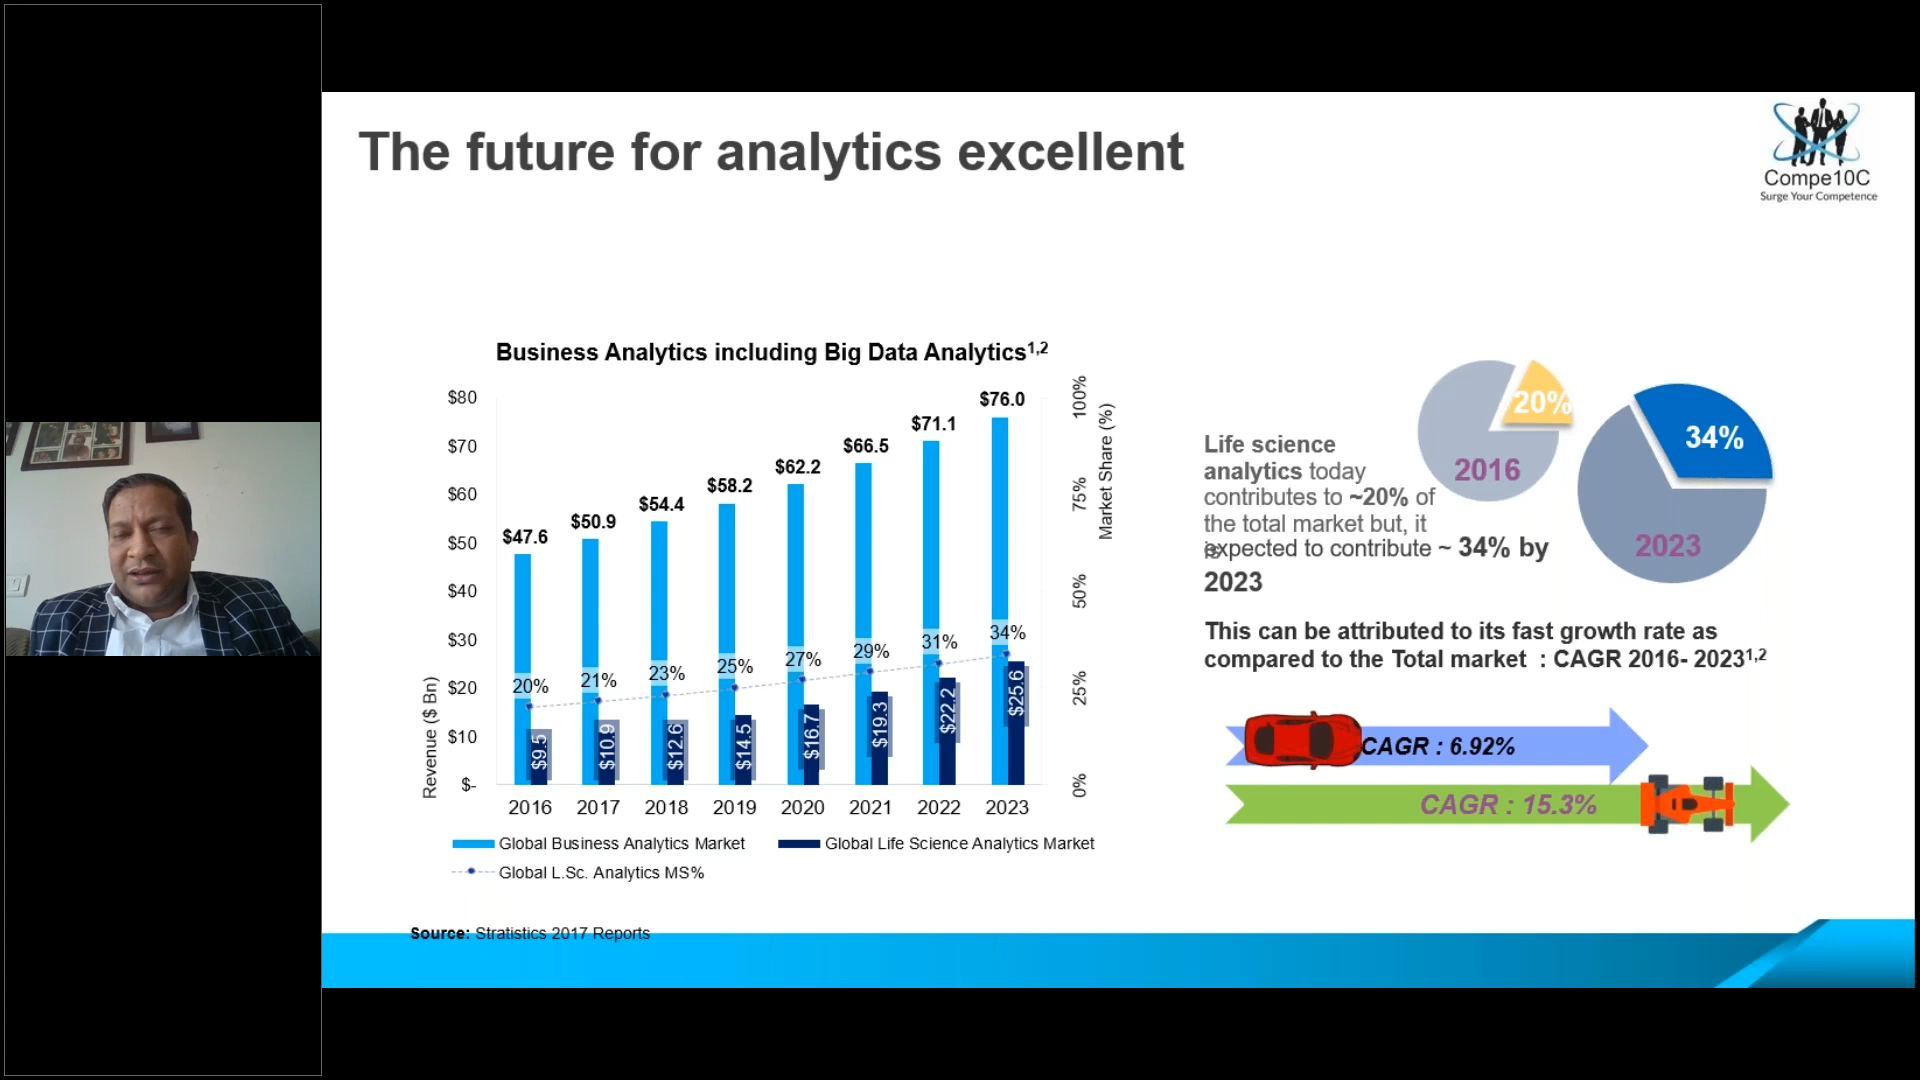 The future for analytics excellent
Compe10C
Surge Your Competence
Business Analytics including Big Data Analytics1,2
$80
$70
$60
$50
$40
$30
$20
$10
$-
Revenue ($ Bn)
$47.6
$50.9
$54.4
$58.2
$62.2
$66.5
$71.1
$76.0
20%
21%
23%
25%
27%
29%
31%
34%
$9.5
$10.9
$12.6
$14.5
$16.7
$19.3
$22.2
$25.6
100%
75%
50%
25%
0%
Market Share (%)
2016 2017 2018 2019 2020 2021 2022 2023
Global Business Analytics Market
Global Life Science Analytics Market
Global L.Sc. Analytics MS%
Source: Stratistics 2017 Reports
20%
2016
34%
2023
Life science
analytics today
contributes to ~20% of
the total market but, it
is
expected to contribute ~ 34% by
2023
This can be attributed to its fast growth rate as
compared to the Total market : CAGR 2016- 20231,2
CAGR : 6.92%
CAGR : 15.3%